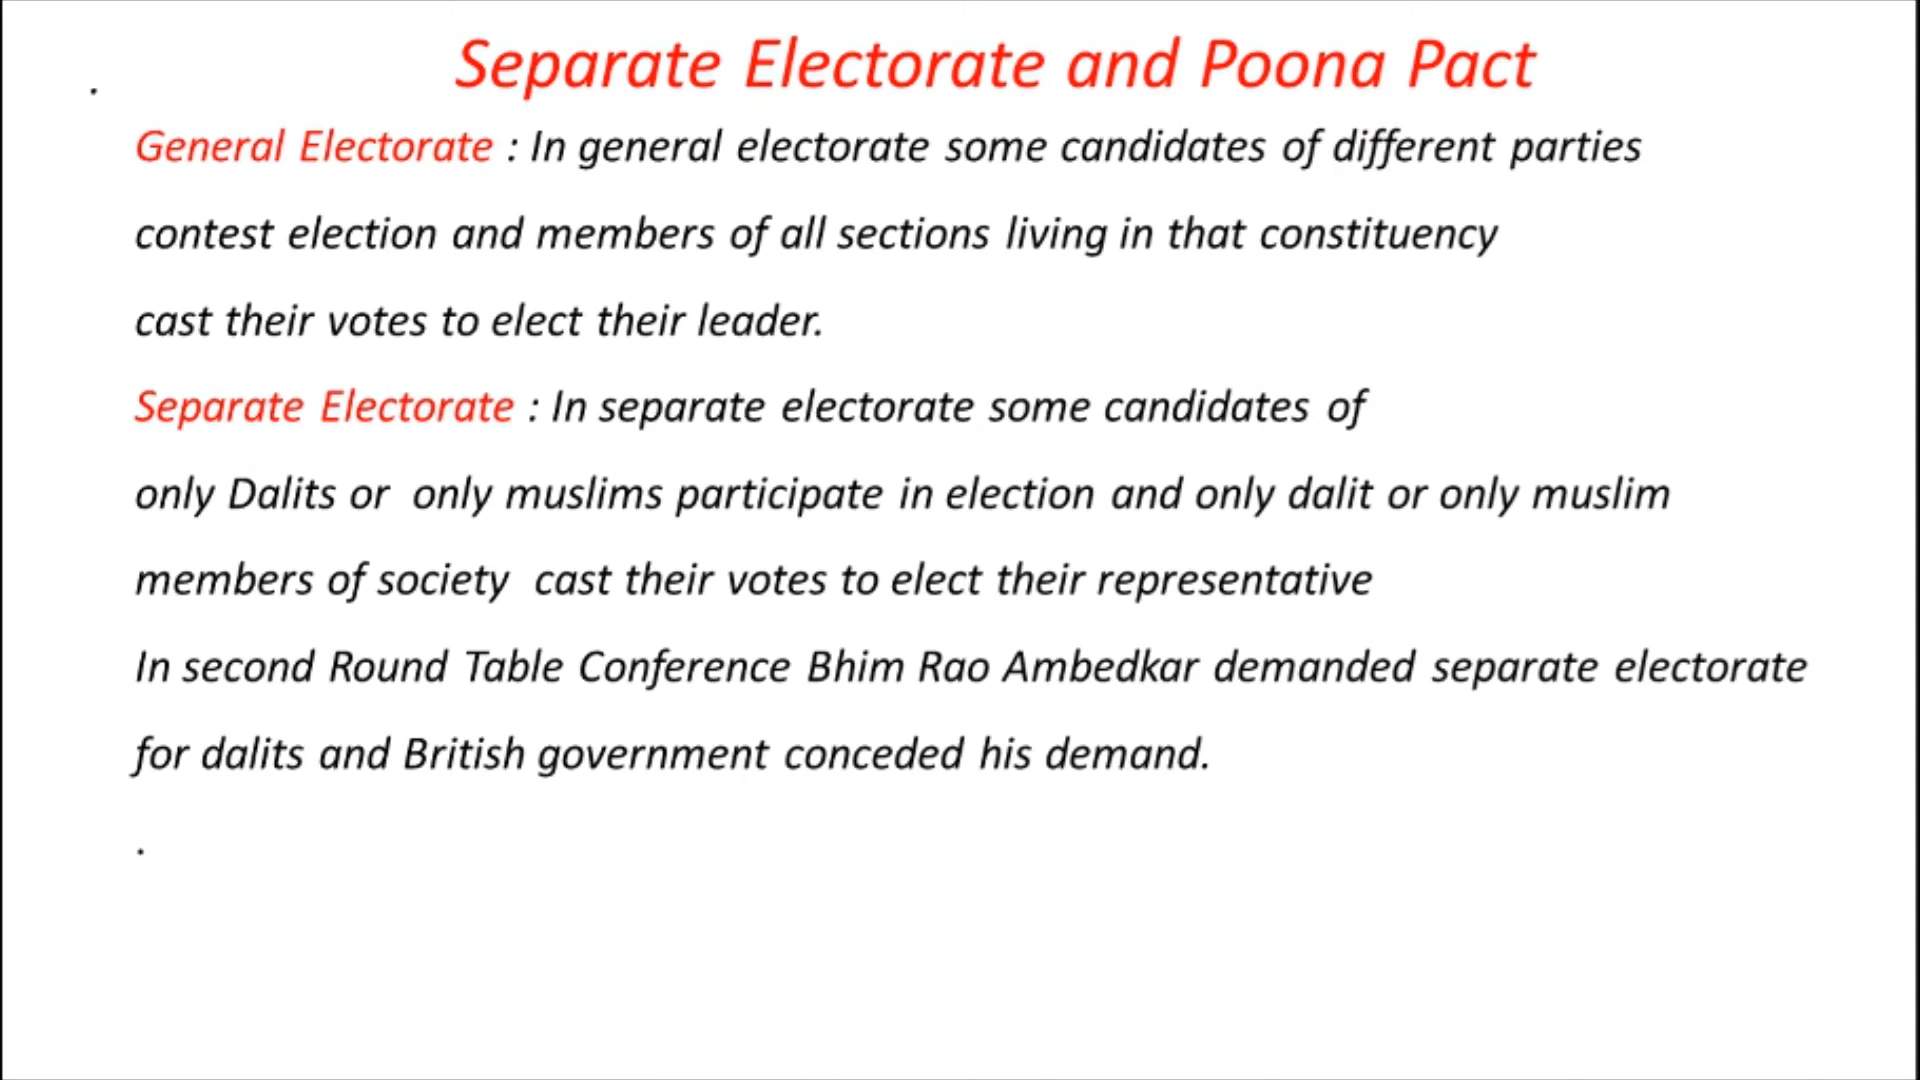 Separate Electorate and Poona Pact
.
General Electorate : In general electorate some candidates of different parties
contest election and members of all sections living in that constituency
cast their votes to elect their leader.
Separate Electorate : In separate electorate some candidates of
only Dalits or only muslims participate in election and only dalit or only muslim
members of society cast their votes to elect their representative
In second Round Table Conference Bhim Rao Ambedkar demanded separate electorate
for dalits and British government conceded his demand.
.